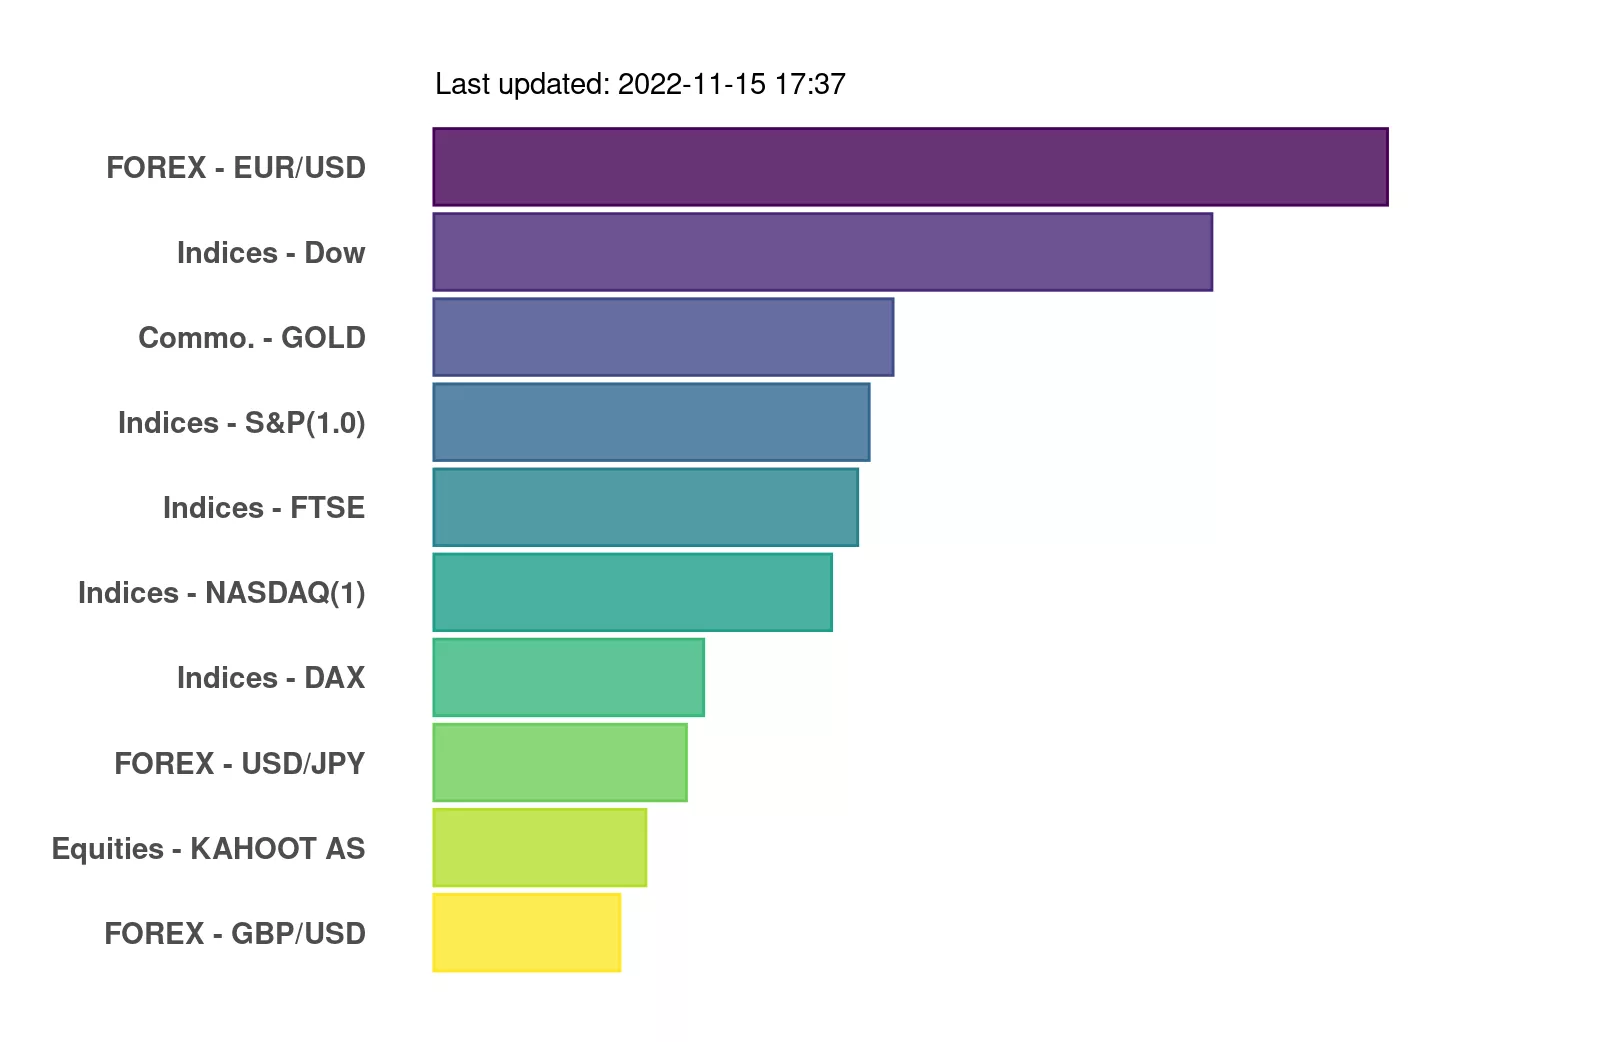 Last updated: 2022-11-15 17:37
FOREX - EUR/USD
Indices - Dow
Commo. - GOLD
Indices - S&P(1.0)
Indices - FTSE
Indices - NASDAQ(1)
Indices - DAX
FOREX - USD/JPY
Equities - KAHOOT AS
FOREX - GBP/USD